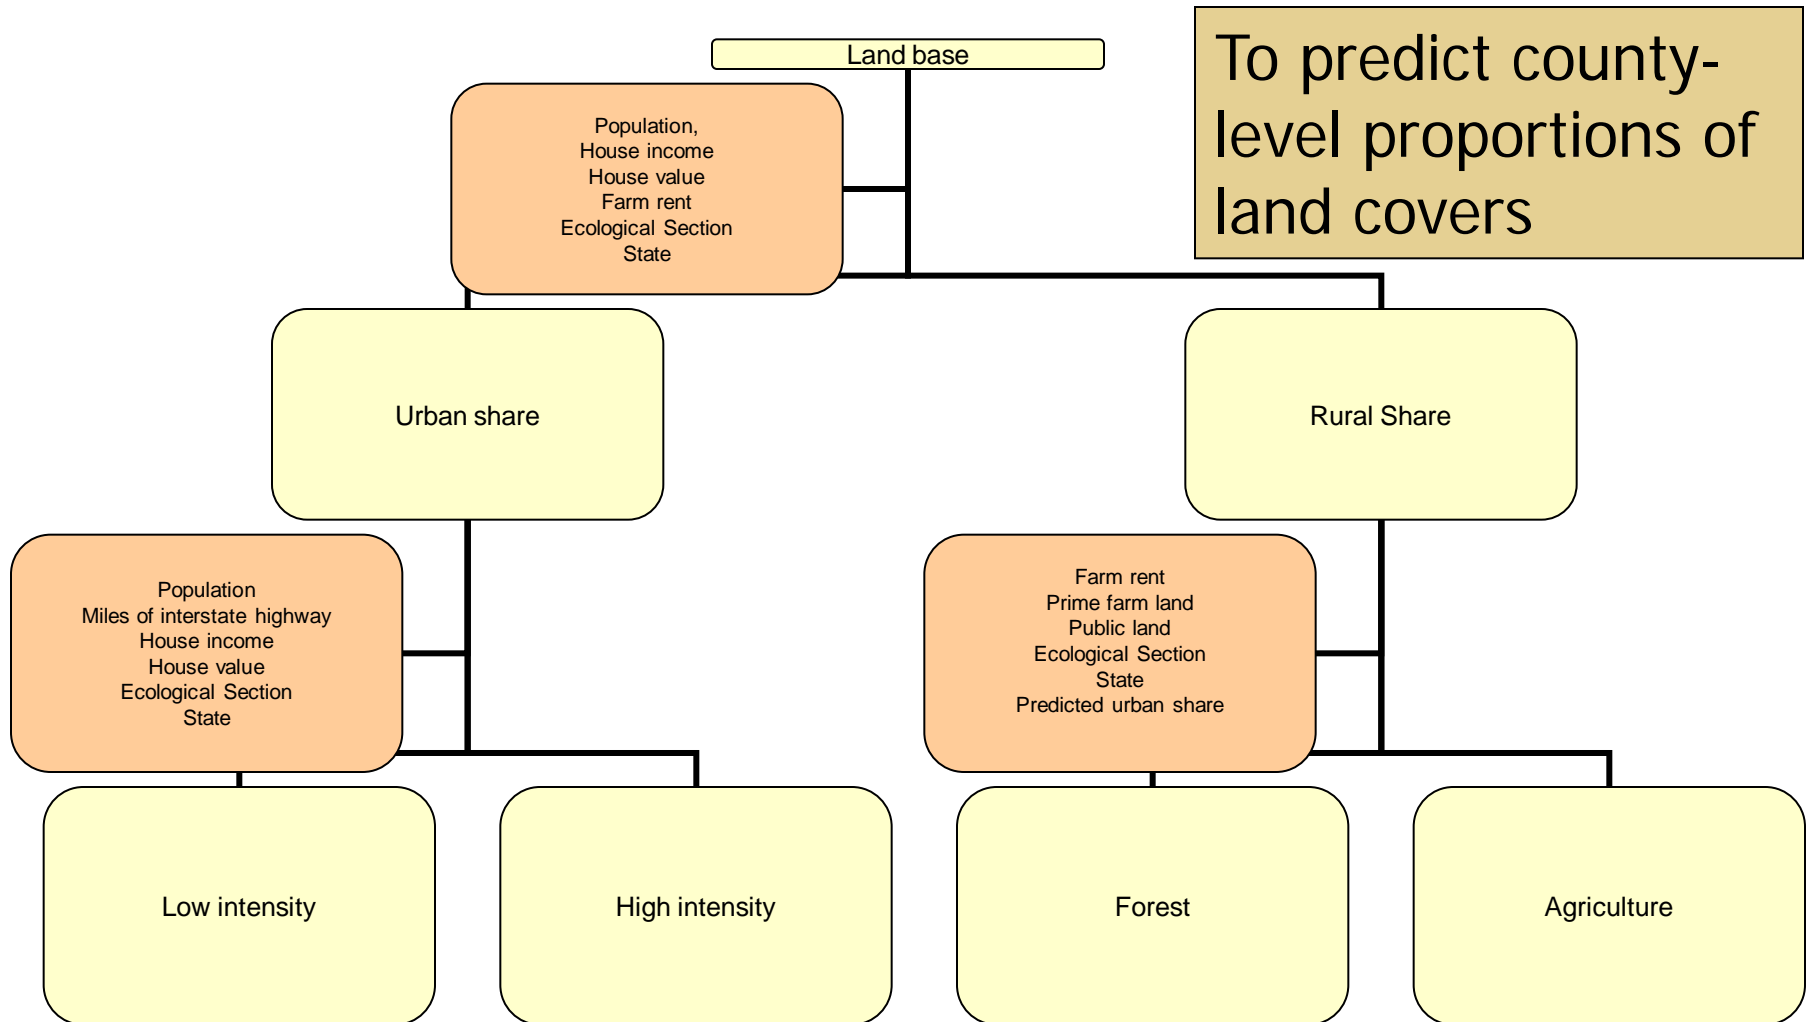 Land base
To predict county-
level proportions of
land covers
Population,
House income
House value
Farm rent
Ecological Section
State
Urban share
Rural Share
Population
Miles of interstate highway
House income
House value
Ecological Section
State
Farm rent
Prime farm land
Public land
Ecological Section
State
Predicted urban share
Low intensity
High intensity
Forest
Agriculture